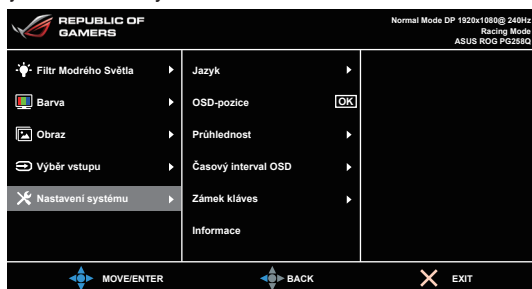 REPUBLIC OF
GAMERS
Normal Mode DP 1920x1080@ 240Hz
Racing Mode
ASUS ROG PG258Q
Filtr Modrého Světla
Barva
Obraz
Výběr vstupu
Nastavení systému
Jazyk
OSD-pozice OK
Průhlednost
Časový interval OSD
Zámek kláves
Informace
MOVE/ENTER BACK EXIT